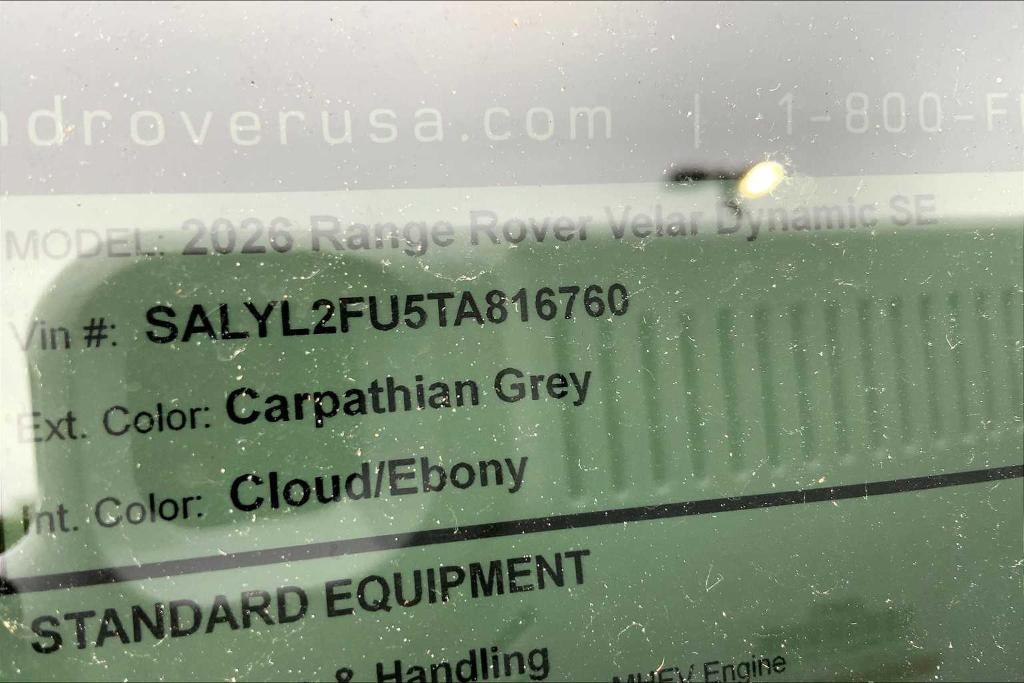 ndroverusa.com | 1-800-F
MODEL: 2026 Range Rover Velar Dynamic SE
Vin #: SALYL2FU5TA816760
Ext. Color: Carpathian Grey
Int. Color: Cloud/Ebony
STANDARD EQUIPMENT
& Handling
MHEV Engine